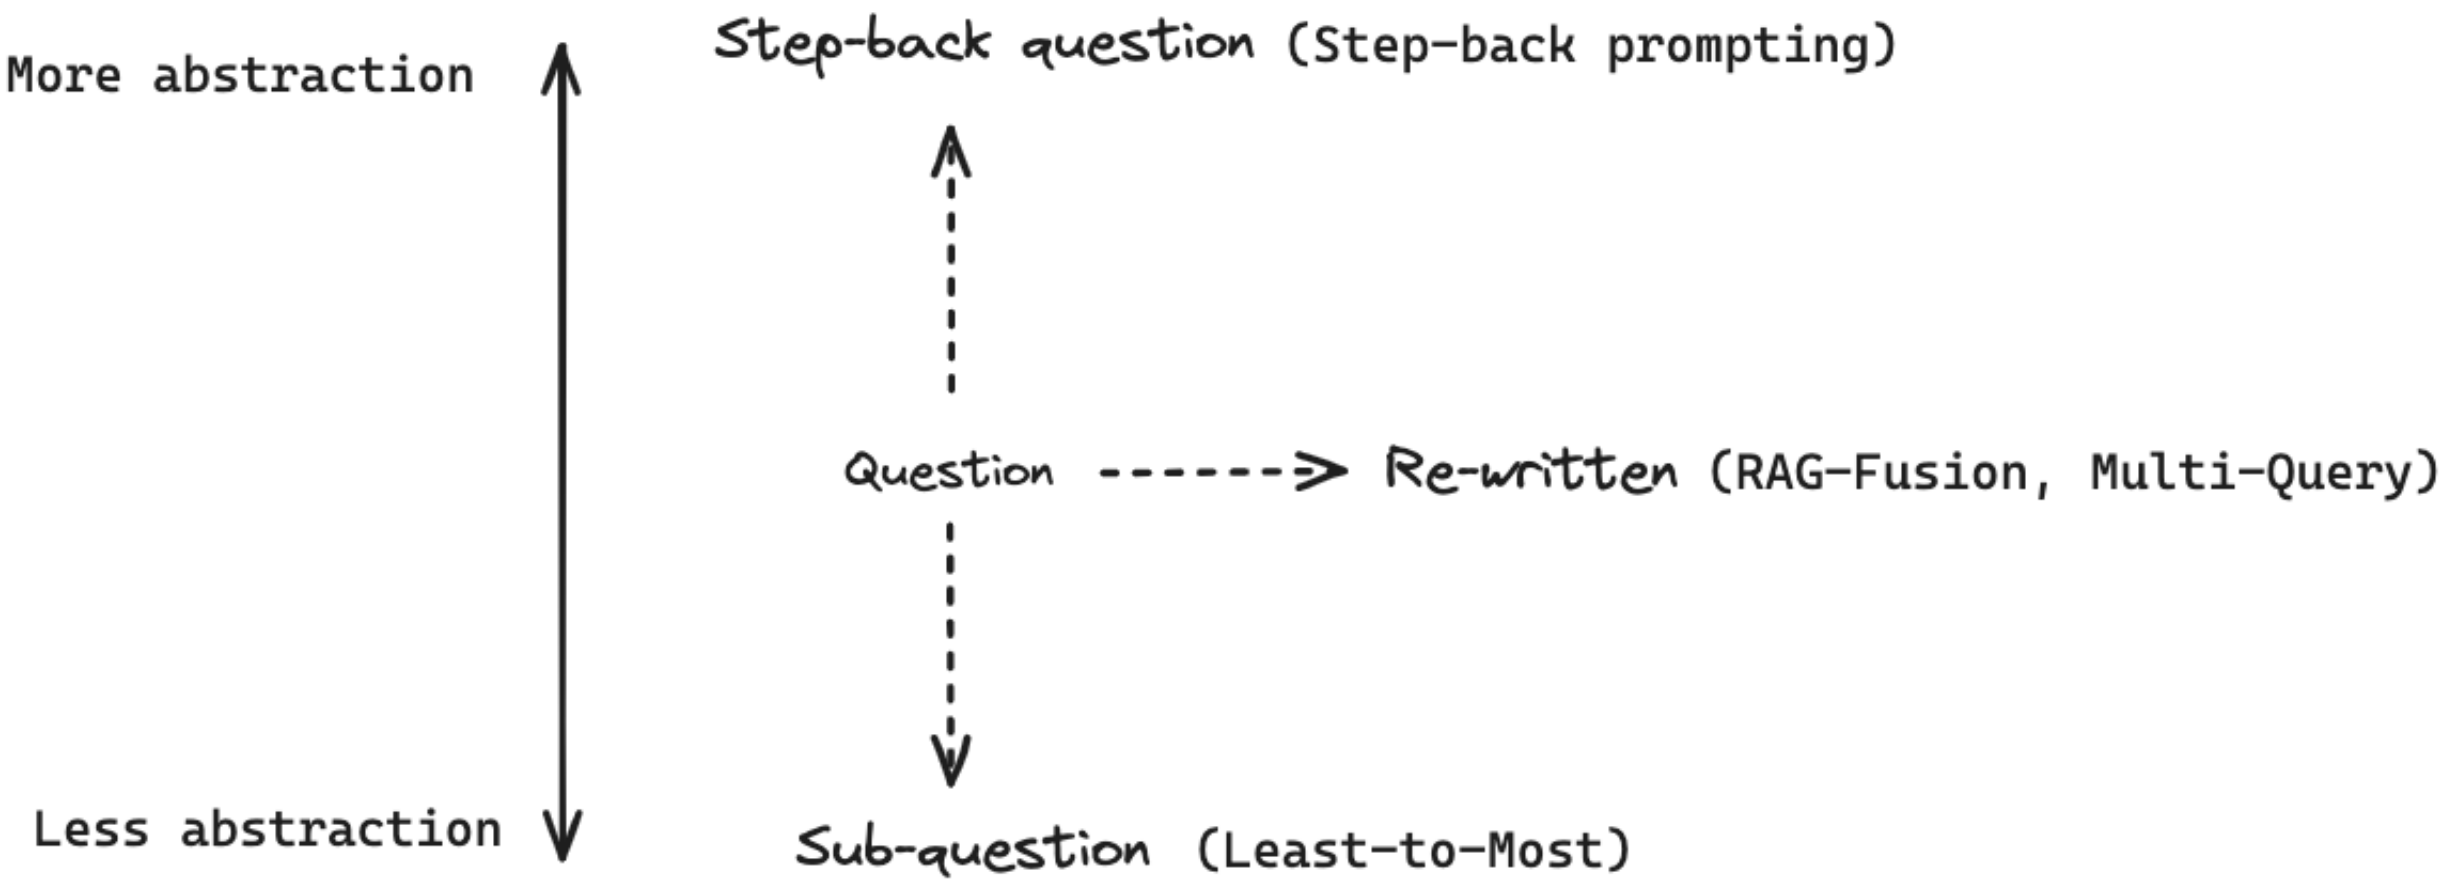 Step-back question (Step-back prompting)
More abstraction
Question
Re-written (RAG-Fusion, Multi-Query)
Less abstraction
Sub-question (Least-to-Most)